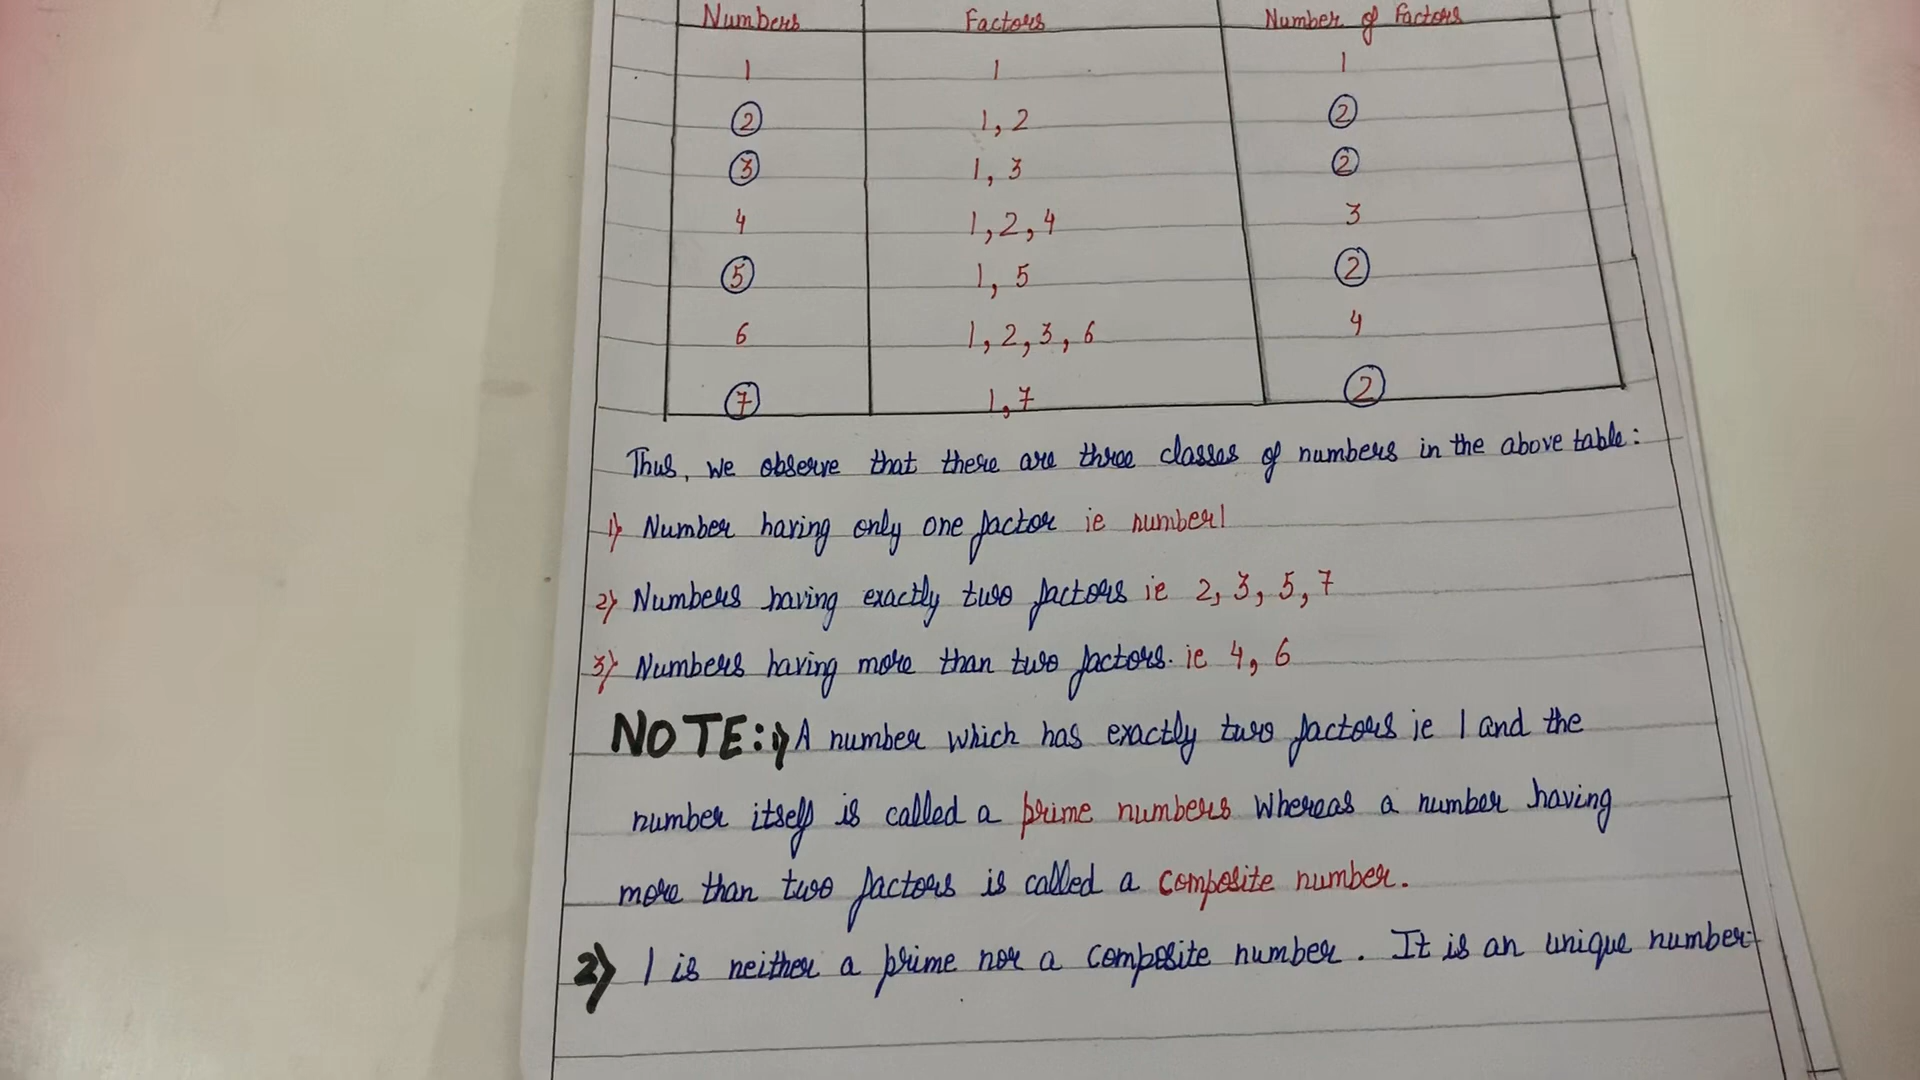 Numbers Factors Number of Factors
1 1 1
2 1, 2 2
3 1, 3 2
4 1, 2, 4 3
5 1, 5 2
6 1, 2, 3, 6 4
7 1, 7 2
Thus, we observe that there are three classes of numbers in the above table:
1) Number having only one factor ie number 1
2) Numbers having exactly two factors ie 2, 3, 5, 7
3) Numbers having more than two factors. ie 4, 6
NOTE: 1) A number which has exactly two factors ie 1 and the
number itself is called a prime numbers whereas a number having
more than two factors is called a composite number.
2) 1 is neither a prime nor a composite number. It is an unique number